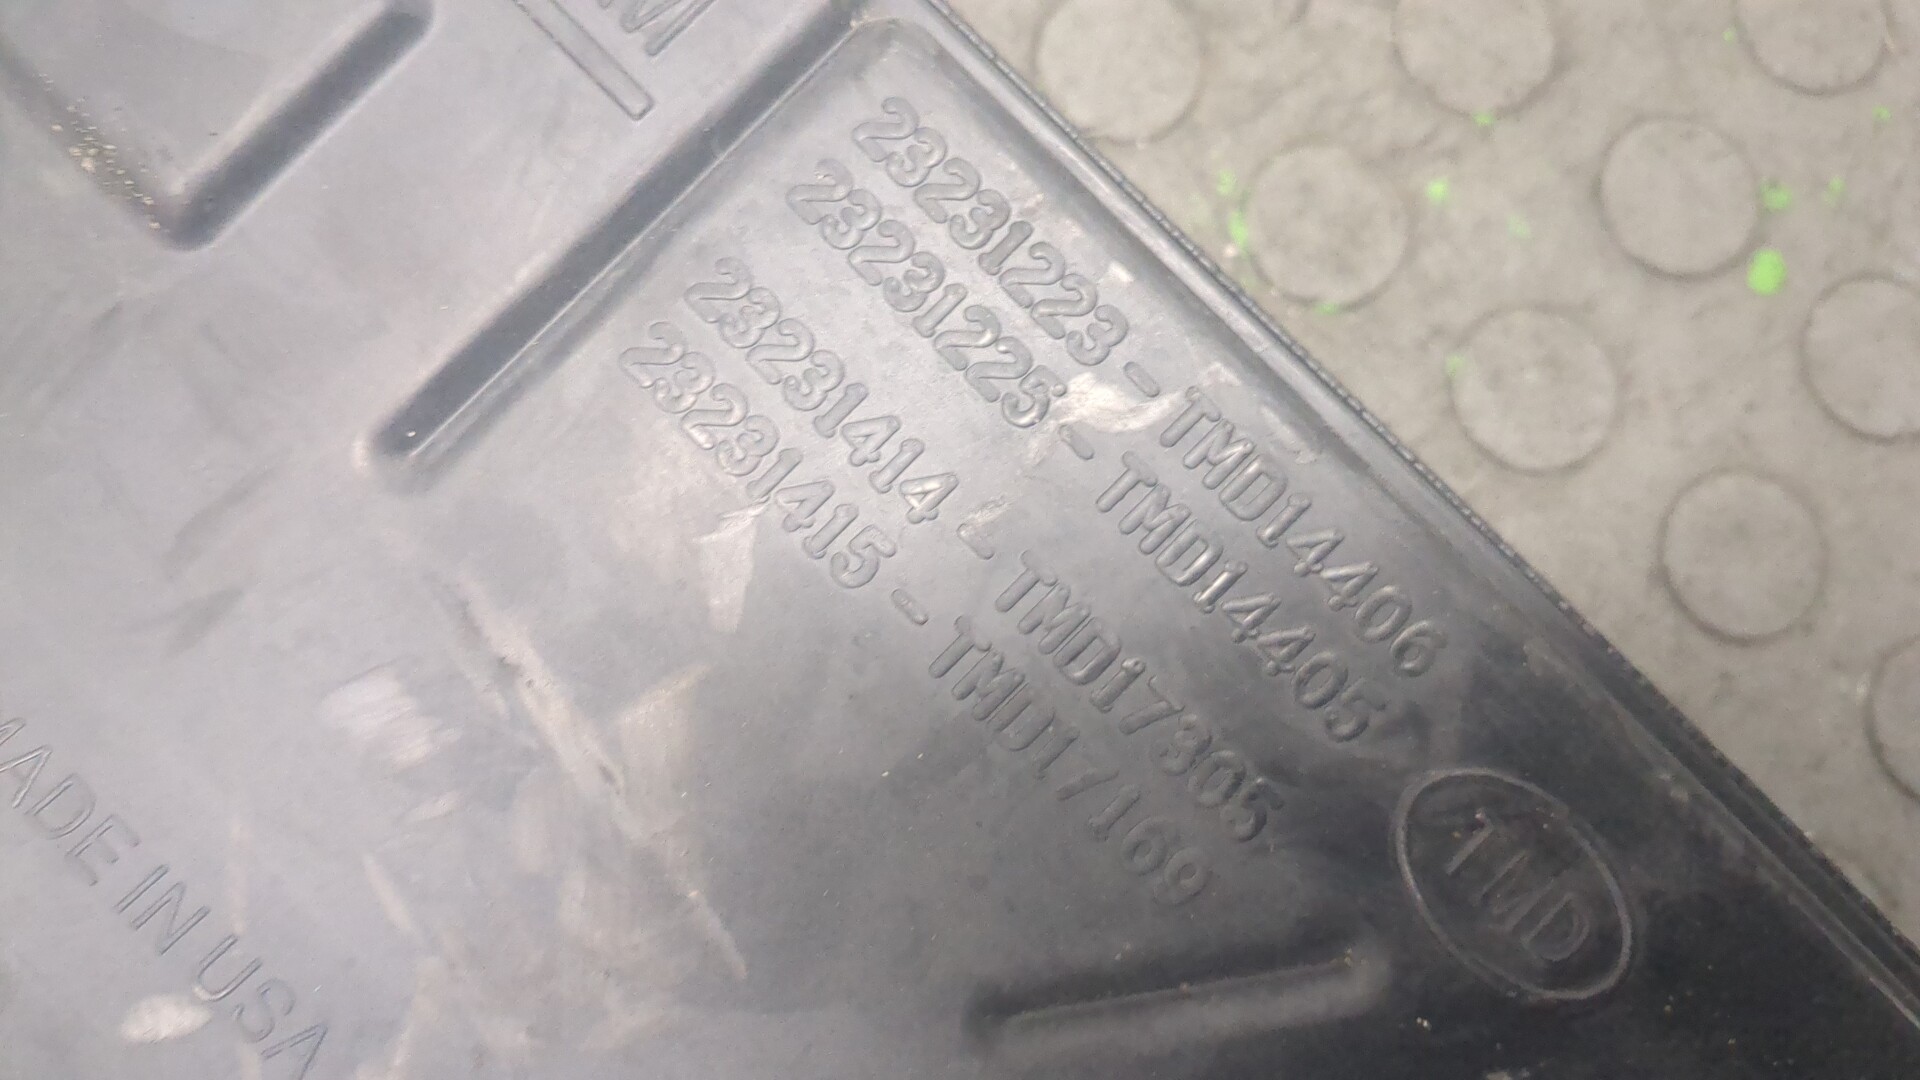 23231223 - TMD14406
23231225 - TMD14405
23231414 - TMD17305
23231415 - TMD17169
TMD
MADE IN USA